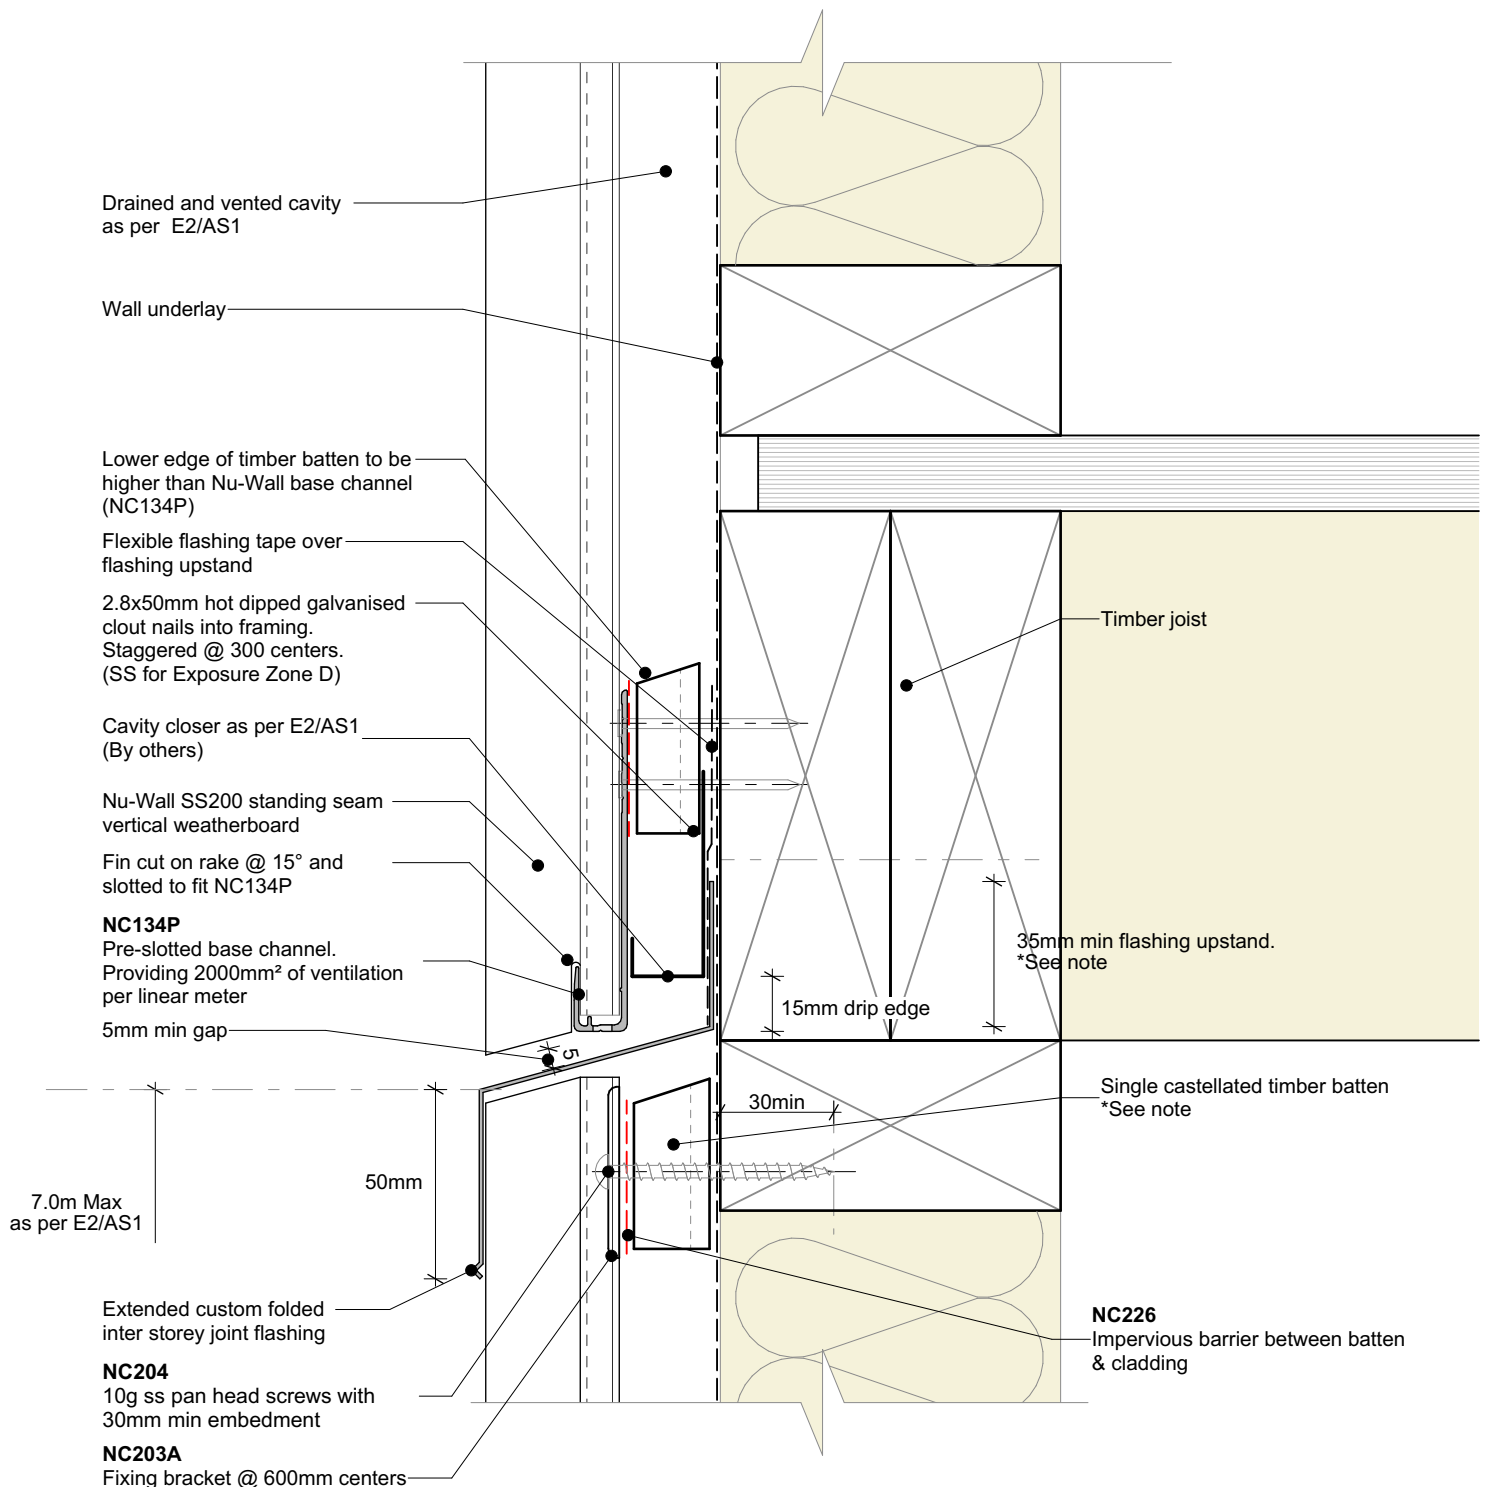 Drained and vented cavity
as per E2/AS1
Wall underlay
Lower edge of timber batten to be
higher than Nu-Wall base channel
(NC134P)
Flexible flashing tape over
flashing upstand
2.8x50mm hot dipped galvanised
clout nails into framing.
Staggered @ 300 centers.
(SS for Exposure Zone D)
Timber joist
Cavity closer as per E2/AS1
(By others)
Nu-Wall SS200 standing seam
vertical weatherboard
Fin cut on rake @ 15° and
slotted to fit NC134P
NC134P
Pre-slotted base channel.
Providing 2000mm² of ventilation
per linear meter
35mm min flashing upstand.
*See note
15mm drip edge
5mm min gap
5
Single castellated timber batten
*See note
30min
50mm
7.0m Max
as per E2/AS1
Extended custom folded
inter storey joint flashing
NC226
Impervious barrier between batten
& cladding
NC204
10g ss pan head screws with
30mm min embedment
NC203A
Fixing bracket @ 600mm centers